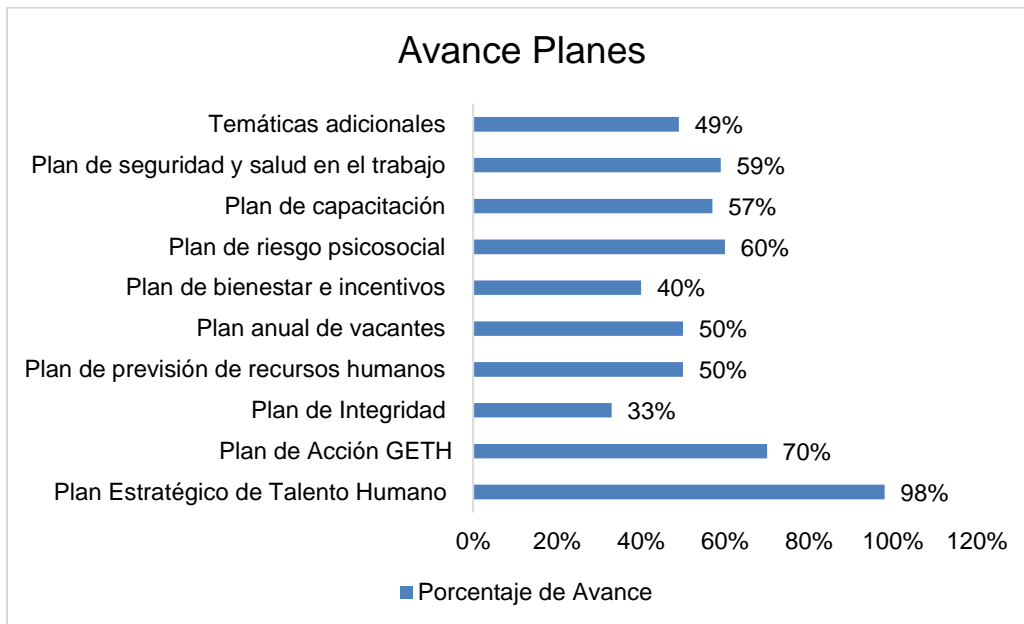 Avance Planes
Temáticas adicionales 49%
Plan de seguridad y salud en el trabajo 59%
Plan de capacitación 57%
Plan de riesgo psicosocial 60%
Plan de bienestar e incentivos 40%
Plan anual de vacantes 50%
Plan de previsión de recursos humanos 50%
Plan de Integridad 33%
Plan de Acción GETH 70%
Plan Estratégico de Talento Humano 98%
0% 20% 40% 60% 80% 100% 120%
Porcentaje de Avance